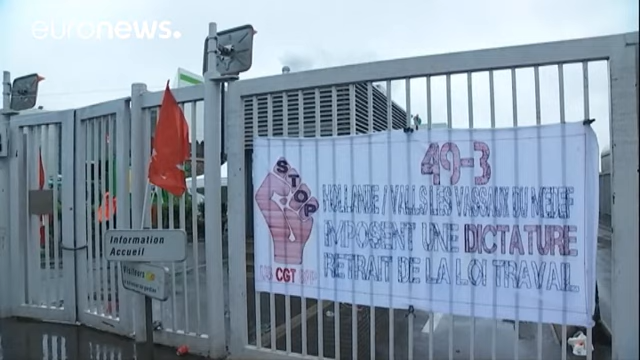 euronews.
49-3
HOLLANDE / VALLS LES VASSAUX DU MEDEF
IMPOSENT UNE DICTATURE
RETRAIT DE LA LOI TRAVAIL
STOP
CGT
Information
Accueil
Visiteurs